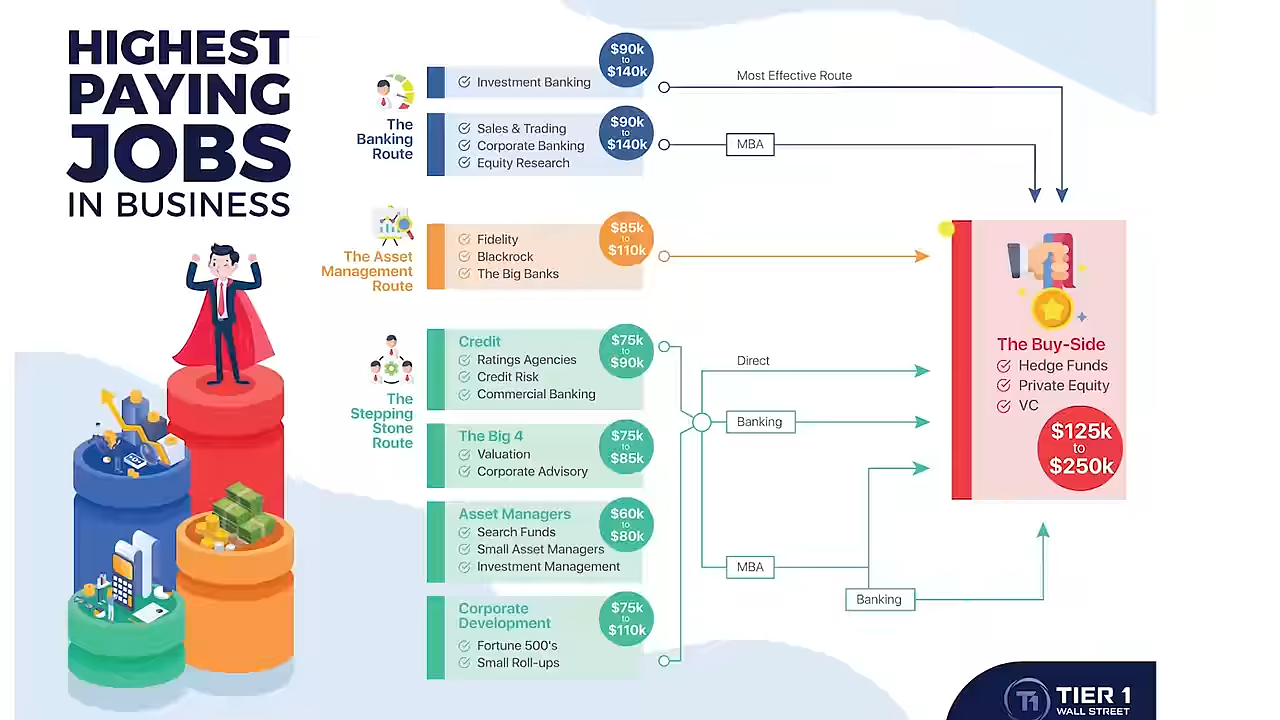 HIGHEST
PAYING
JOBS
IN BUSINESS
The
Banking
Route
Investment Banking
$90k
to
$140k
Sales & Trading
Corporate Banking
Equity Research
$90k
to
$140k
Most Effective Route
MBA
The Asset
Management
Route
Fidelity
Blackrock
The Big Banks
$85k
to
$110k
The
Stepping
Stone
Route
Credit
Ratings Agencies
Credit Risk
Commercial Banking
$75k
to
$90k
The Big 4
Valuation
Corporate Advisory
$75k
to
$85k
Asset Managers
Search Funds
Small Asset Managers
Investment Management
$60k
to
$80k
Corporate
Development
Fortune 500's
Small Roll-ups
$75k
to
$110k
Direct
Banking
MBA
Banking
The Buy-Side
Hedge Funds
Private Equity
VC
$125k
to
$250k
T1
TIER 1
WALL STREET